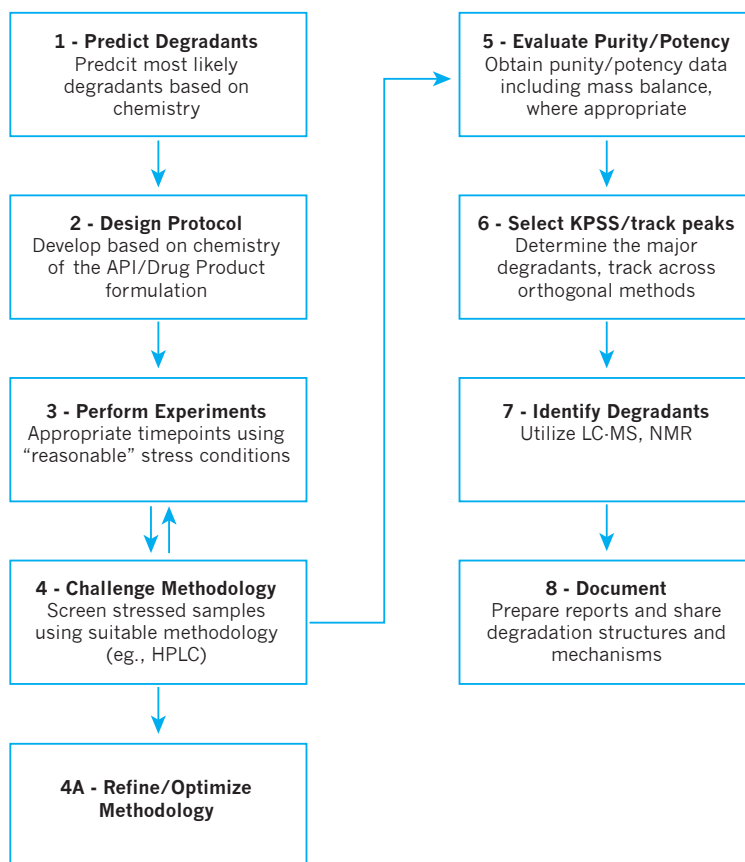 1 - Predict Degradants
Predcit most likely
degradants based on
chemistry
2 - Design Protocol
Develop based on chemistry
of the API/Drug Product
formulation
3 - Perform Experiments
Appropriate timepoints using
“reasonable” stress conditions
4 - Challenge Methodology
Screen stressed samples
using suitable methodology
(eg., HPLC)
4A - Refine/Optimize
Methodology
5 - Evaluate Purity/Potency
Obtain punity/potency data
including mass balance,
where appropriate
6 - Select KPSS/track peaks
Determine the major
degradants, track across
orthogonal methods
7 - Identify Degradants
Utilize LC-MS, NMR
8 - Document
Prepare reports and share
degradation structures and
mechanisms